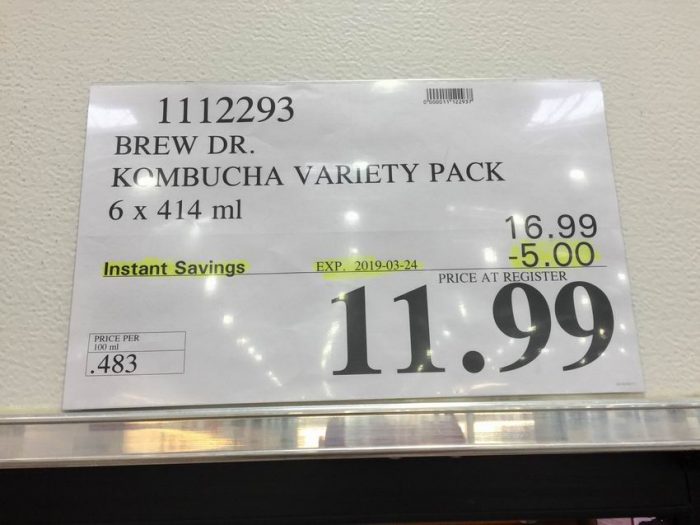 1112293
BREW DR.
KOMBUCHA VARIETY PACK
6 x 414 ml
16.99
Instant Savings EXP. 2019-03-24 -5.00
PRICE AT REGISTER
11.99
PRICE PER
100 ml
.483